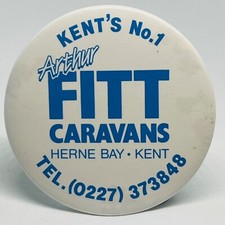 KENT'S No.1
Arthur
FITT
CARAVANS
HERNE BAY • KENT
TEL.(0227) 373848